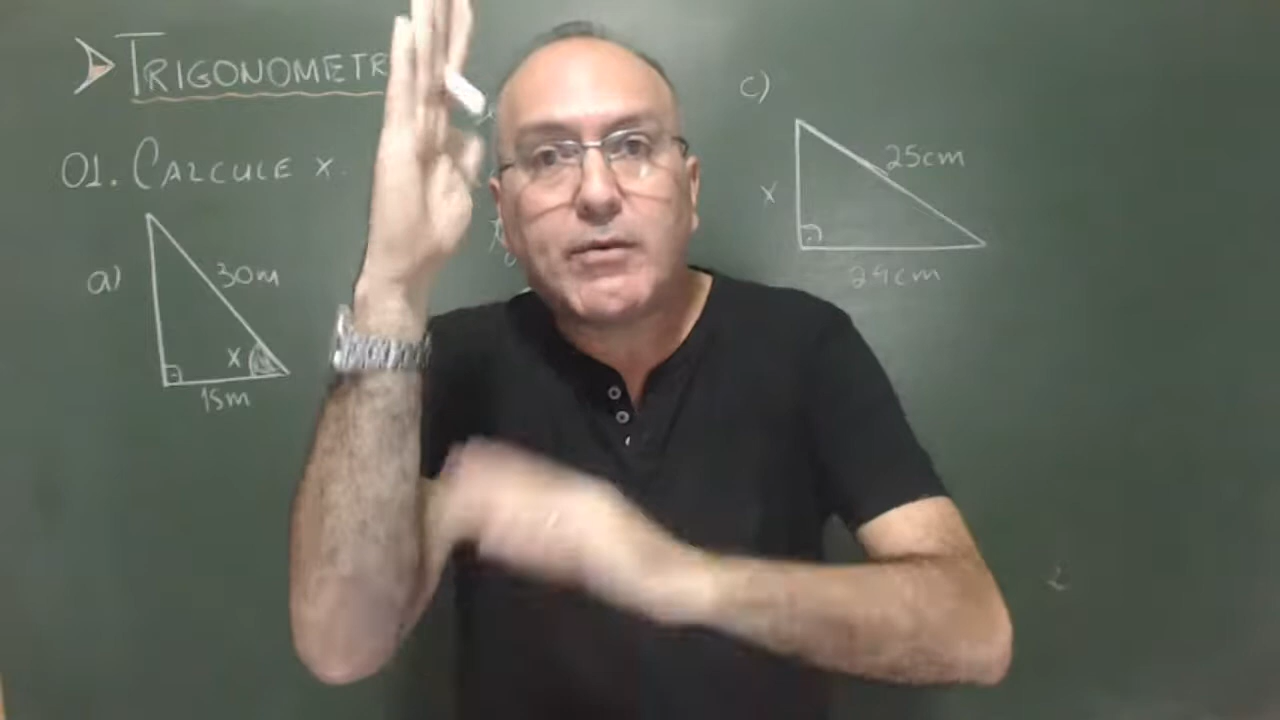 TRIGONOMETR
01. CALCULE x.
a)
30m
x
15m
c)
25cm
x
24cm